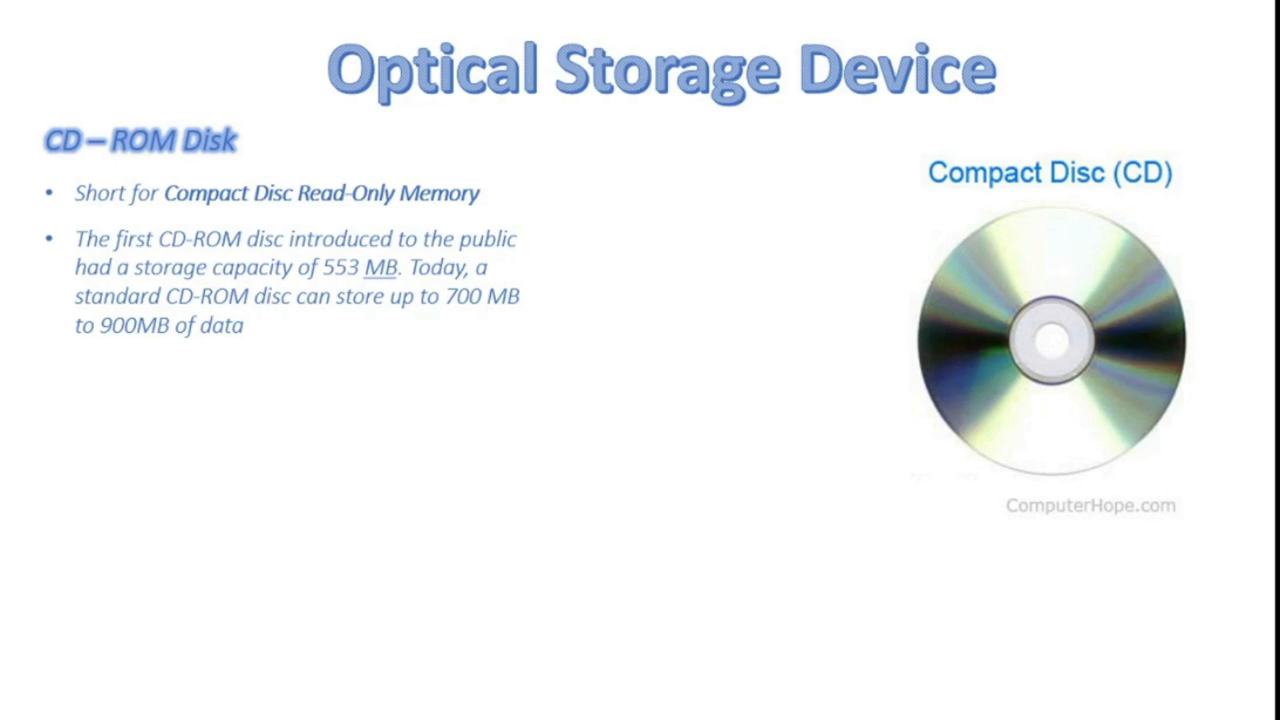 Optical Storage Device
CD – ROM Disk
• Short for Compact Disc Read-Only Memory
• The first CD-ROM disc introduced to the public
had a storage capacity of 553 MB. Today, a
standard CD-ROM disc can store up to 700 MB
to 900MB of data
Compact Disc (CD)
ComputerHope.com